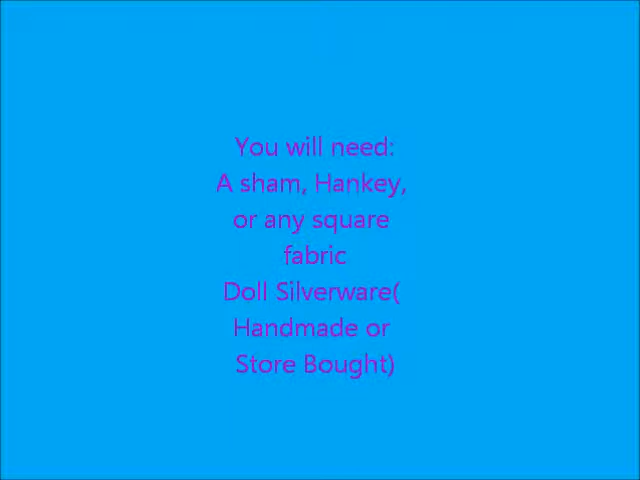 You will need:
A sham, Hankey,
or any square
fabric
Doll Silverware(
Handmade or
Store Bought)